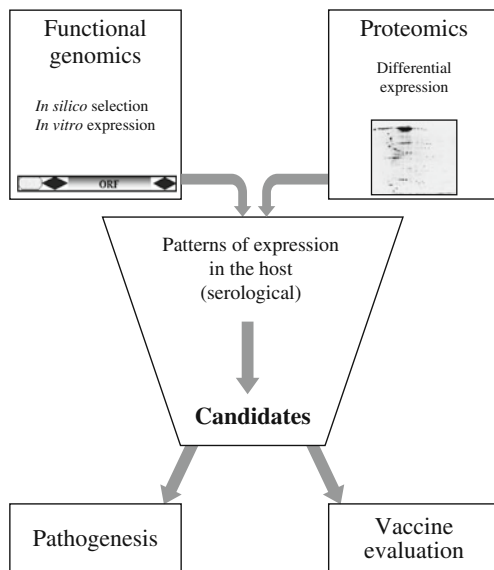 Functional
genomics
In silico selection
In vitro expression
ORF
Proteomics
Differential
expression
Patterns of expression
in the host
(serological)
Candidates
Pathogenesis
Vaccine
evaluation